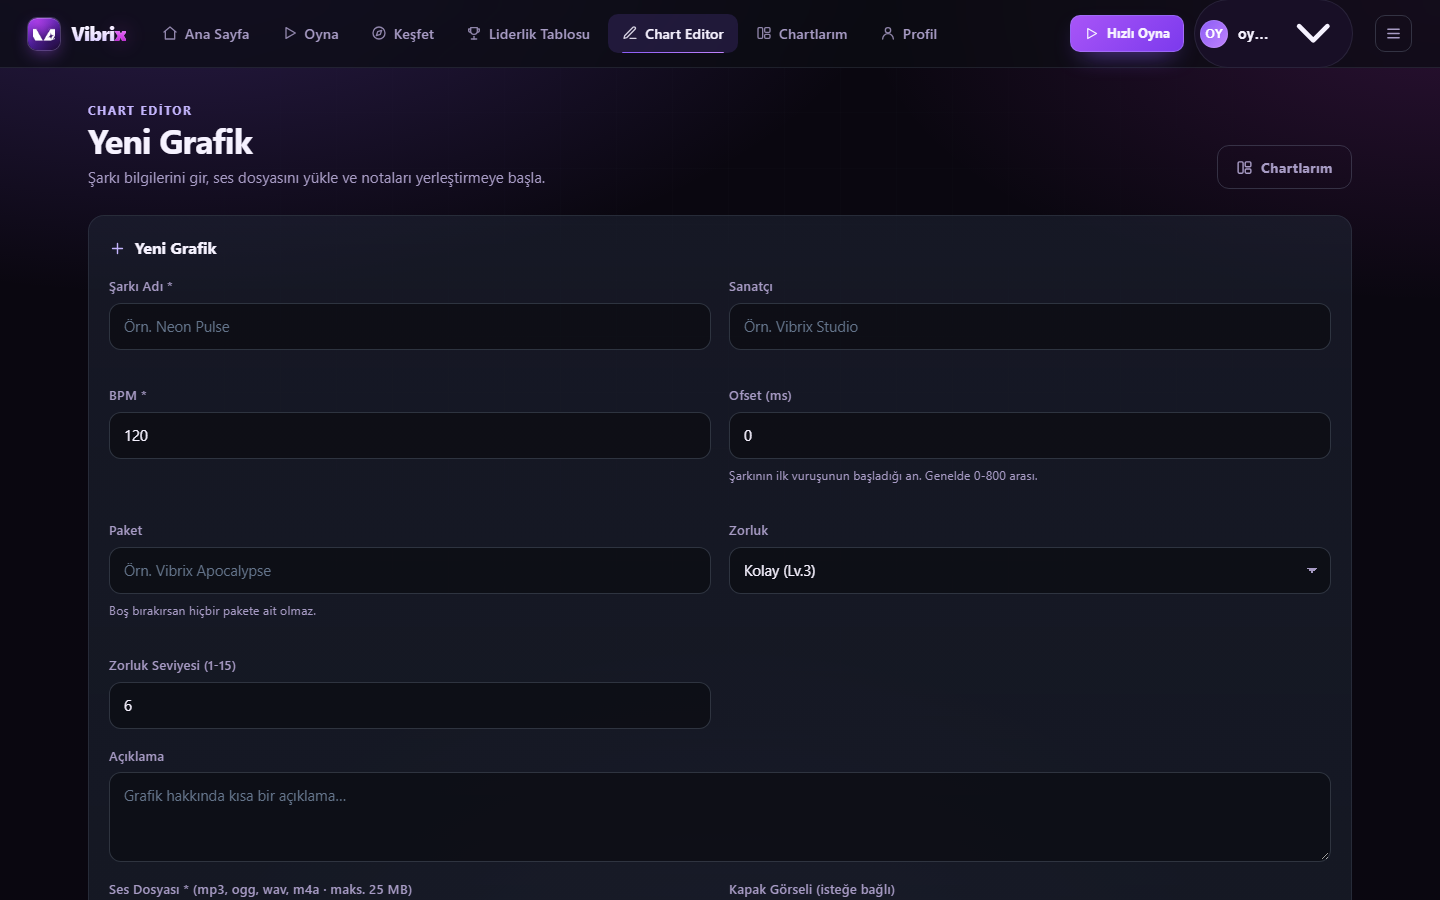 Vibrix
Ana Sayfa
Oyna
Keşfet
Liderlik Tablosu
Chart Editor
Chartlarım
Profil
Hızlı Oyna
OY
oy...
CHART EDİTOR
Yeni Grafik
Şarkı bilgilerini gir, ses dosyasını yükle ve notaları yerleştirmeye başla.
Chartlarım
Yeni Grafik
Şarkı Adı *
Sanatçı
Örn. Neon Pulse
Örn. Vibrix Studio
BPM *
Ofset (ms)
120
0
Şarkının ilk vuruşunun başladığı an. Genelde 0-800 arası.
Paket
Zorluk
Örn. Vibrix Apocalypse
Kolay (Lv.3)
Boş bırakırsan hiçbir pakete ait olmaz.
Zorluk Seviyesi (1-15)
6
Açıklama
Grafik hakkında kısa bir açıklama...
Ses Dosyası * (mp3, ogg, wav, m4a · maks. 25 MB)
Kapak Görseli (isteğe bağlı)